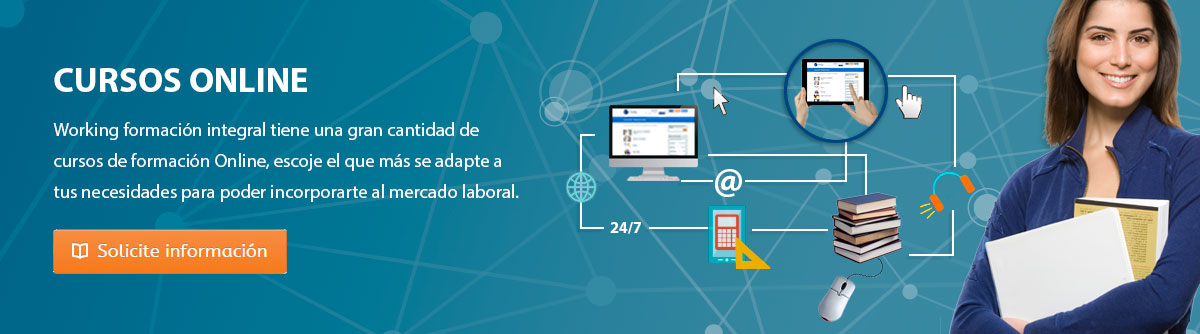 CURSOS ONLINE
Working formación integral tiene una gran cantidad de
cursos de formación Online, escoje el que más se adapte a
tus necesidades para poder incorporarte al mercado laboral.
Solicite información
@
24/7